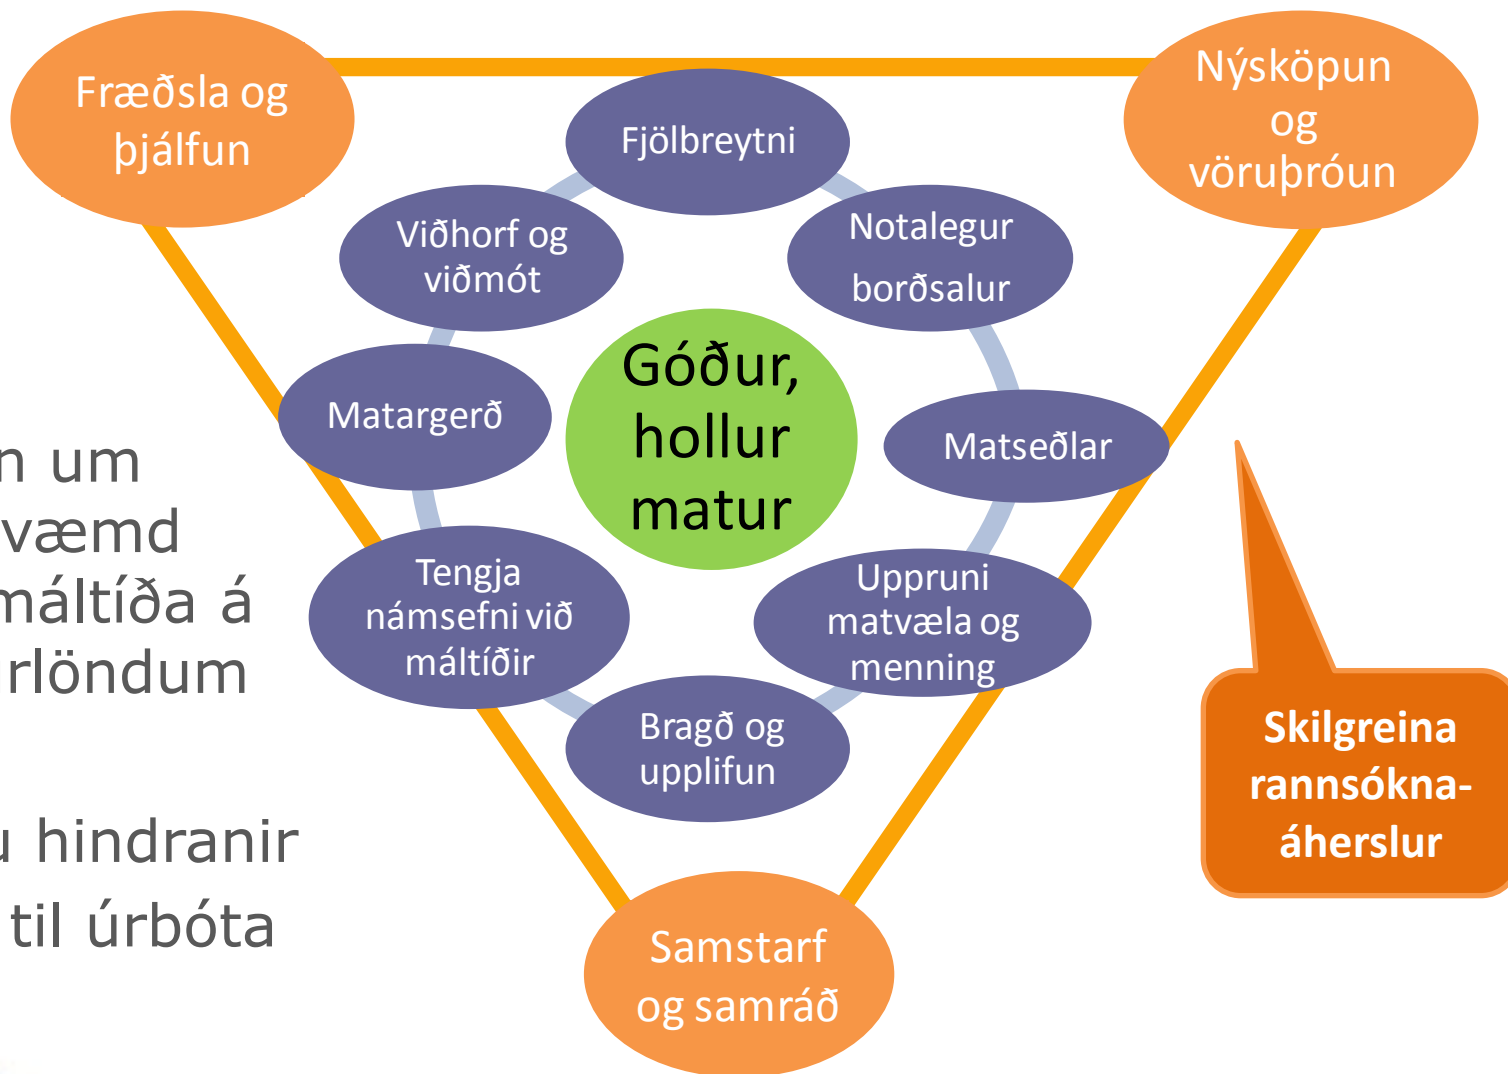 Fræðsla og
þjálfun
Nýsköpun
og
vöruþróun
Fjölbreytni
Viðhorf og
viðmót
Notalegur
borðsalur
Góður,
hollur
matur
Matargerð
Matseðlar
Tengja
námsefni við
máltíðir
Uppruni
matvæla og
menning
Bragð og
upplifun
Samstarf
og samráð
Skilgreina
rannsókna-
áherslur
n um
væmd
máltíða á
rlöndum
u hindranir
til úrbóta